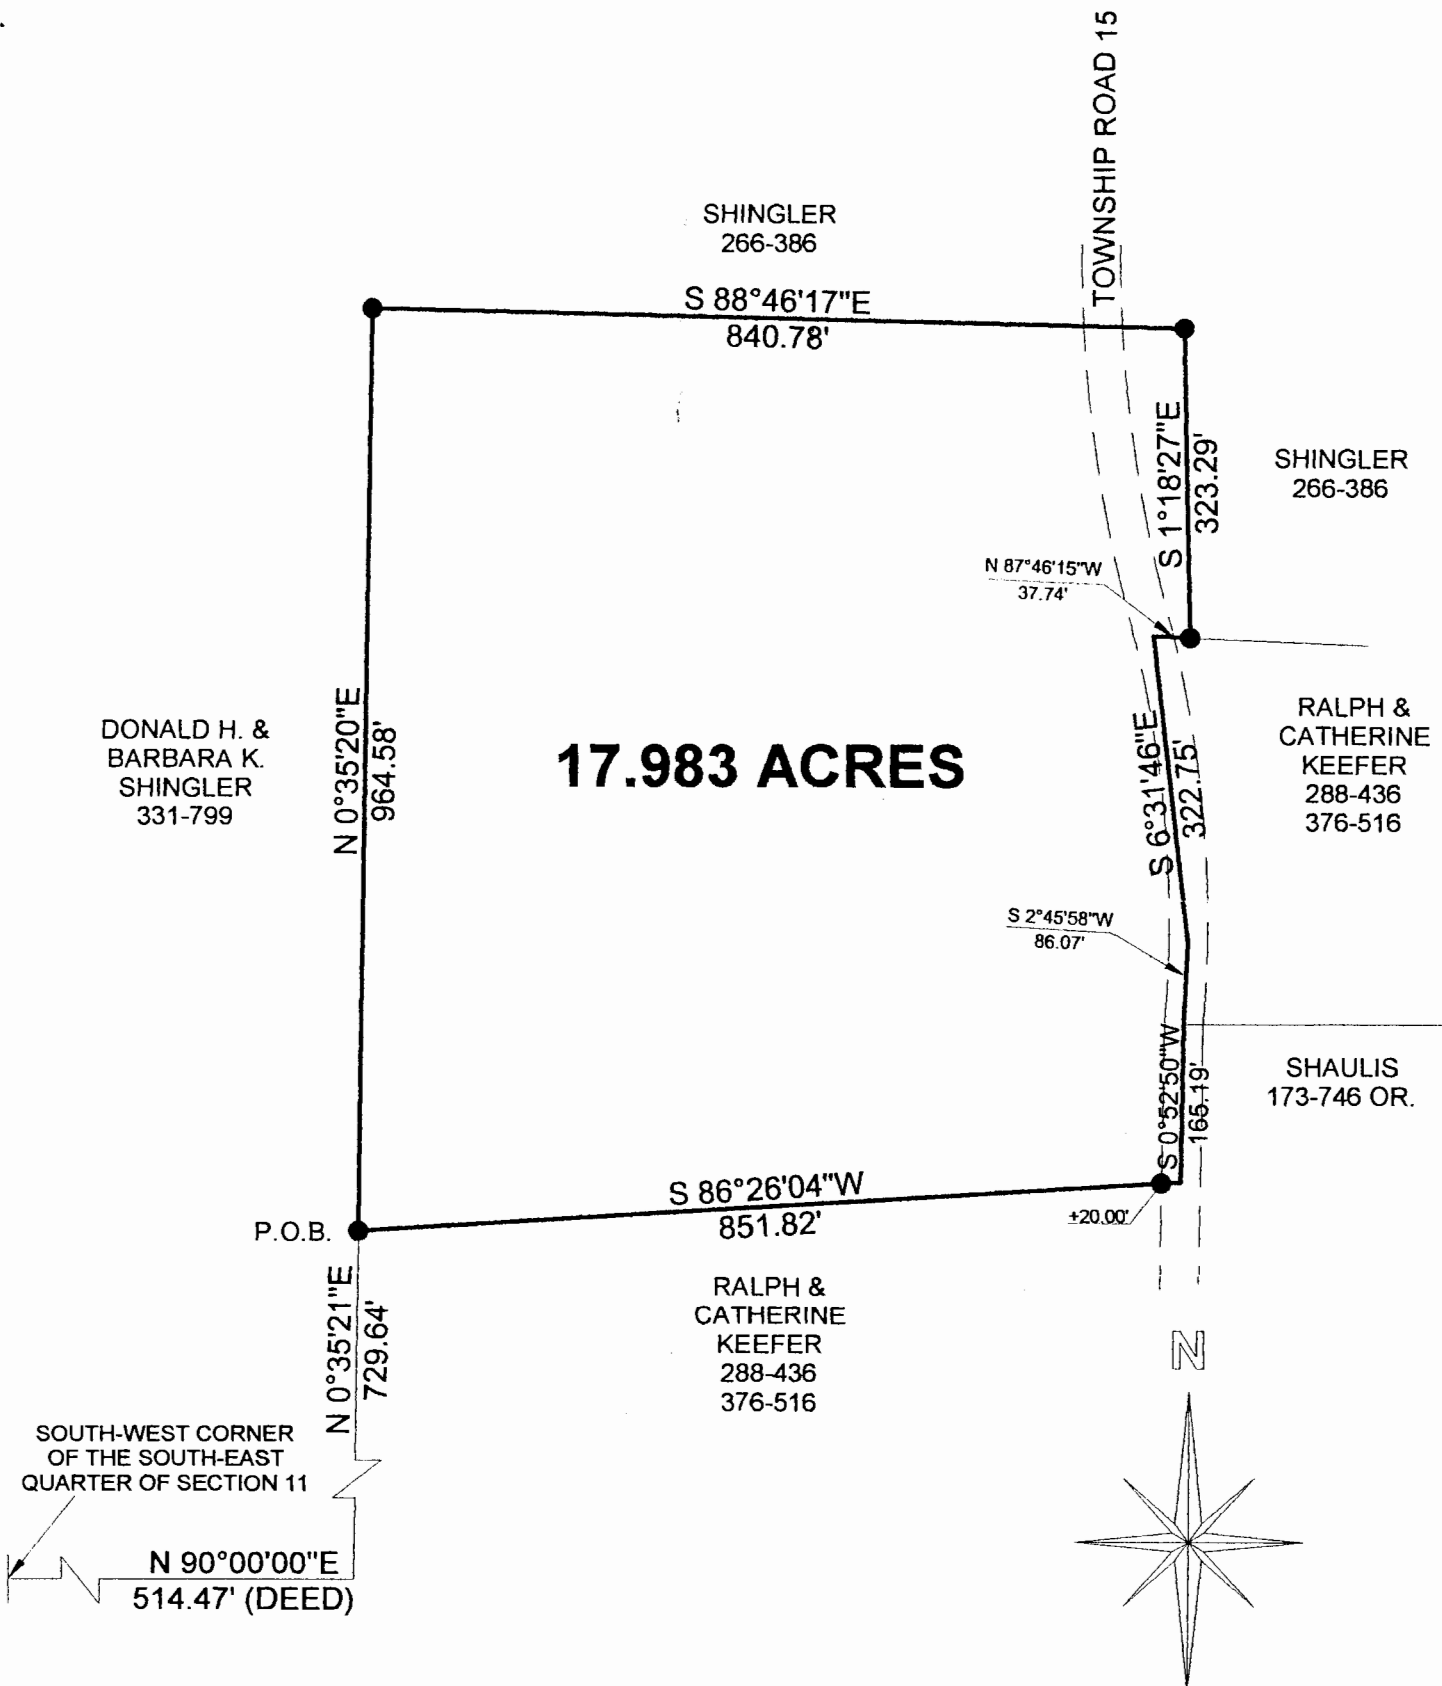 TOWNSHIP ROAD 15
SHINGLER
266-386
S 88°46'17"E
840.78'
S 1°18'27"E
323.29'
SHINGLER
266-386
N 87°46'15"W
37.74'
DONALD H. &
BARBARA K.
SHINGLER
331-799
N 0°35'20"E
964.58'
17.983 ACRES
S 6°31'46"E
322.75'
RALPH &
CATHERINE
KEEFER
288-436
376-516
S 2°45'58"W
86.07'
S 0°52'50"W
165.19'
SHAULIS
173-746 OR.
S 86°26'04"W
851.82'
+20.00'
P.O.B.
N 0°35'21"E
729.64'
RALPH &
CATHERINE
KEEFER
288-436
376-516
N
SOUTH-WEST CORNER
OF THE SOUTH-EAST
QUARTER OF SECTION 11
N 90°00'00"E
514.47' (DEED)